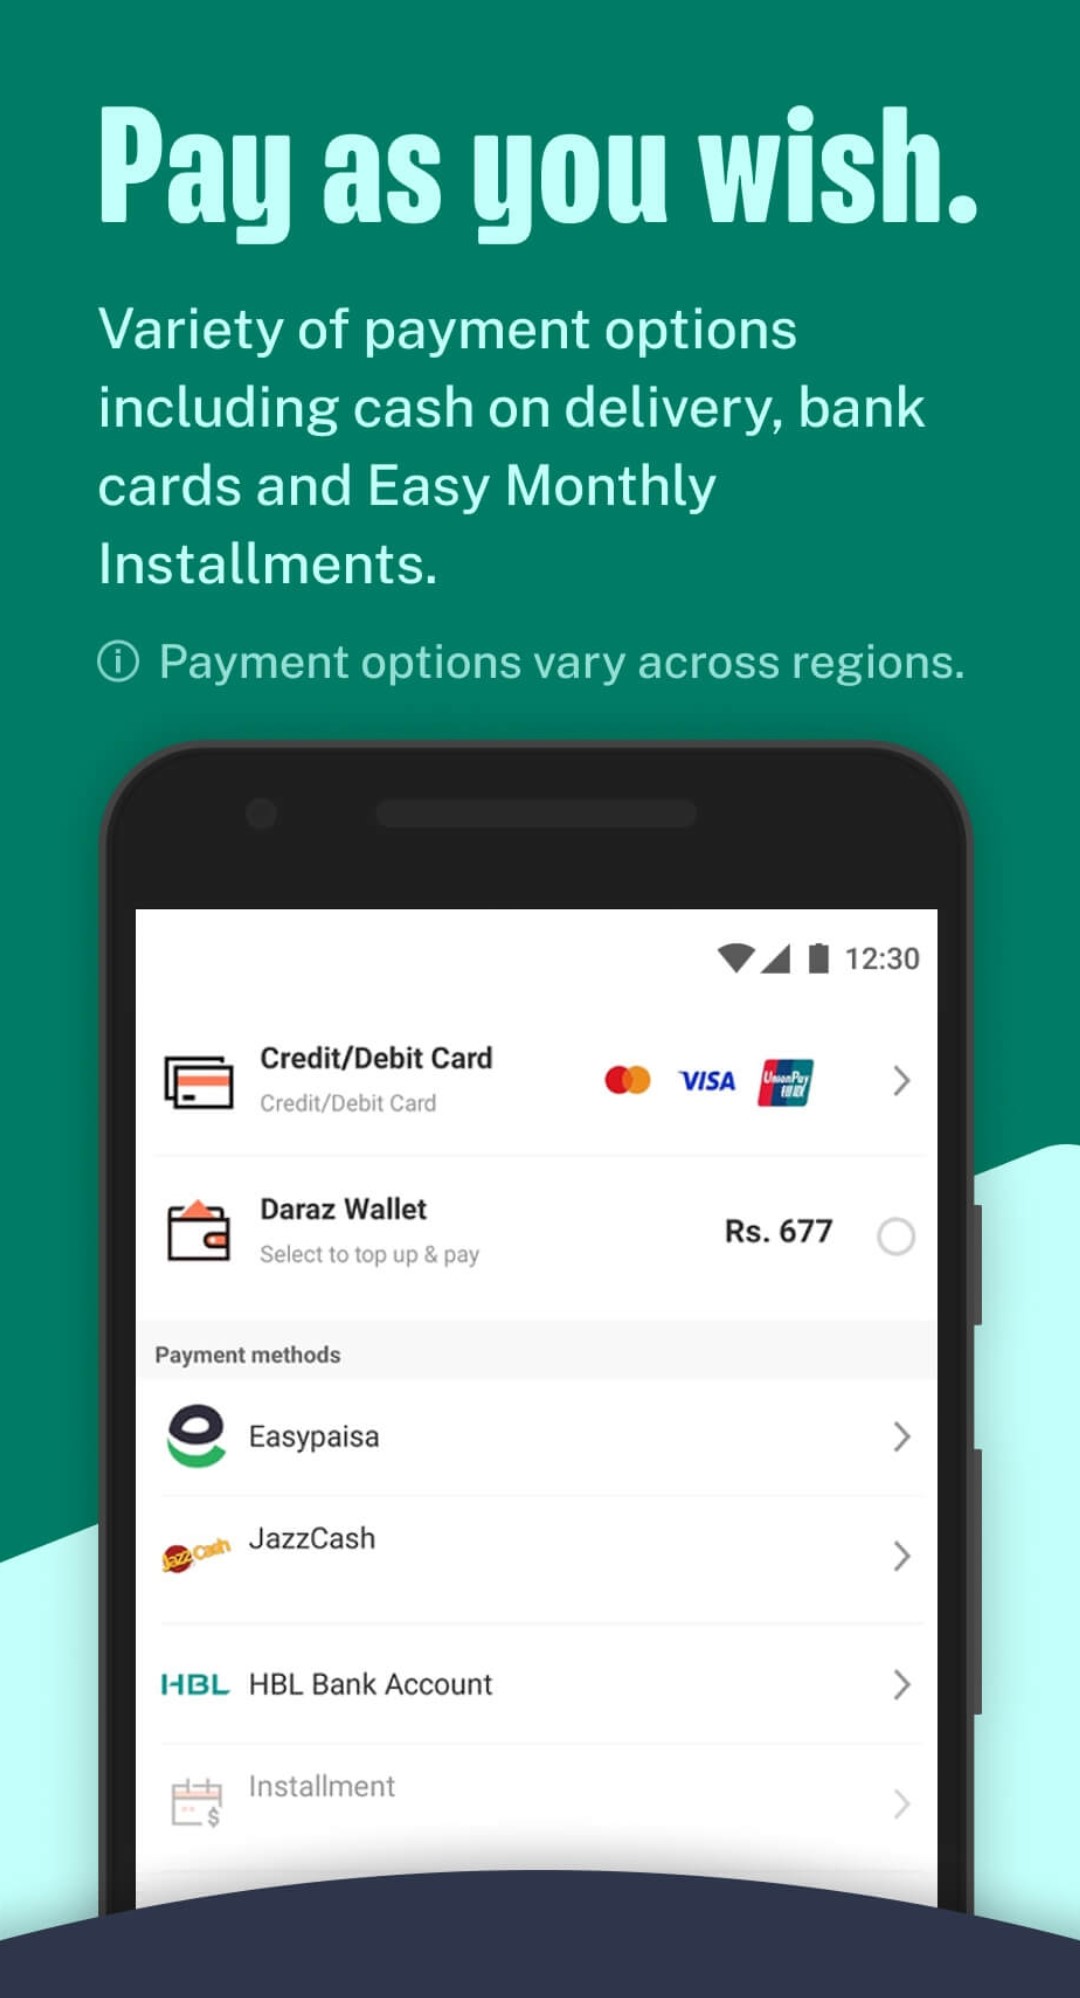 Pay as you wish.
Variety of payment options
including cash on delivery, bank
cards and Easy Monthly
Installments.
Payment options vary across regions.
12:30
Credit/Debit Card
Credit/Debit Card
VISA
UnionPay
银联
Daraz Wallet
Select to top up & pay
Rs. 677
Payment methods
Easypaisa
JazzCash
JazzCash
HBL HBL Bank Account
Installment